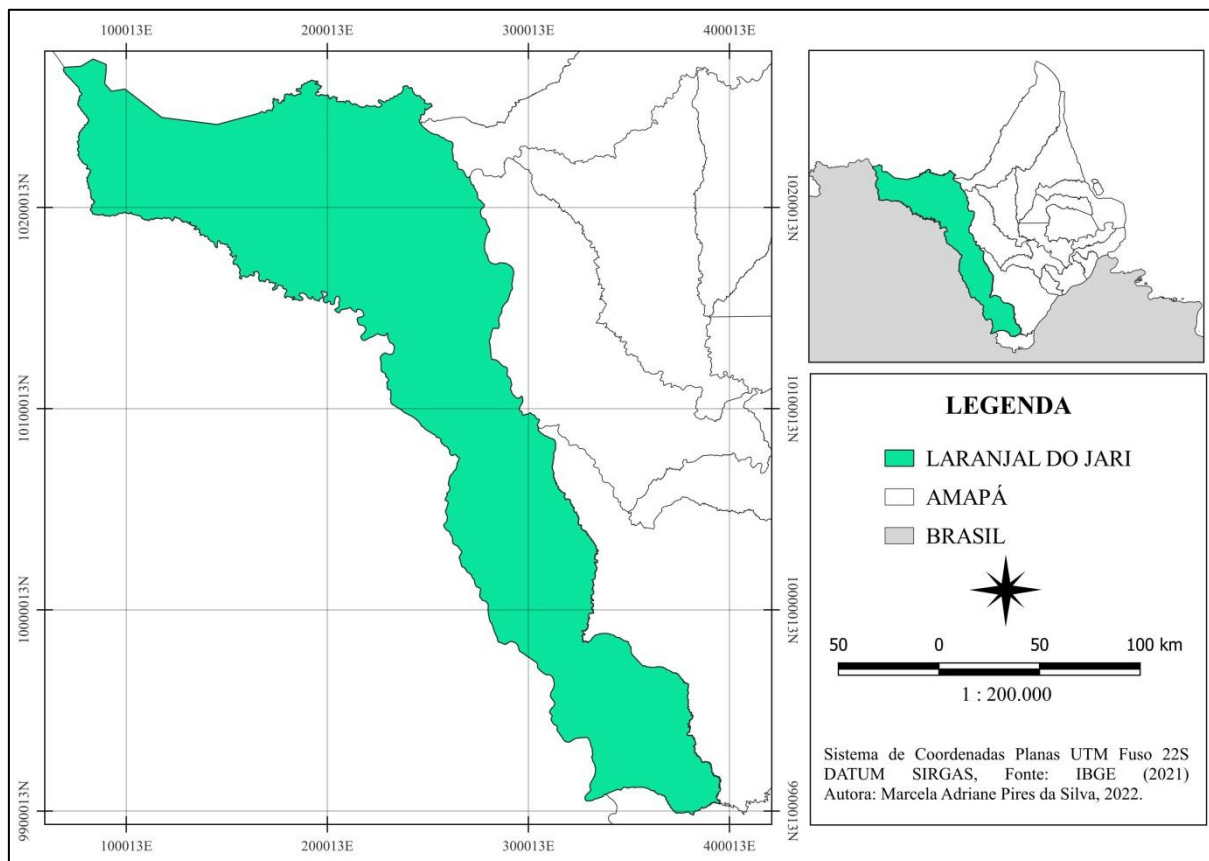 100013E 200013E 300013E 400013E
10200013N
10200013N
10100013N
10100013N
10000013N
10000013N
9900013N
9900013N
100013E 200013E 300013E 400013E
LEGENDA
LARANJAL DO JARI
AMAPÁ
BRASIL
50 0 50 100 km
1 : 200.000
Sistema de Coordenadas Planas UTM Fuso 22S
DATUM SIRGAS, Fonte: IBGE (2021)
Autora: Marcela Adriane Pires da Silva, 2022.